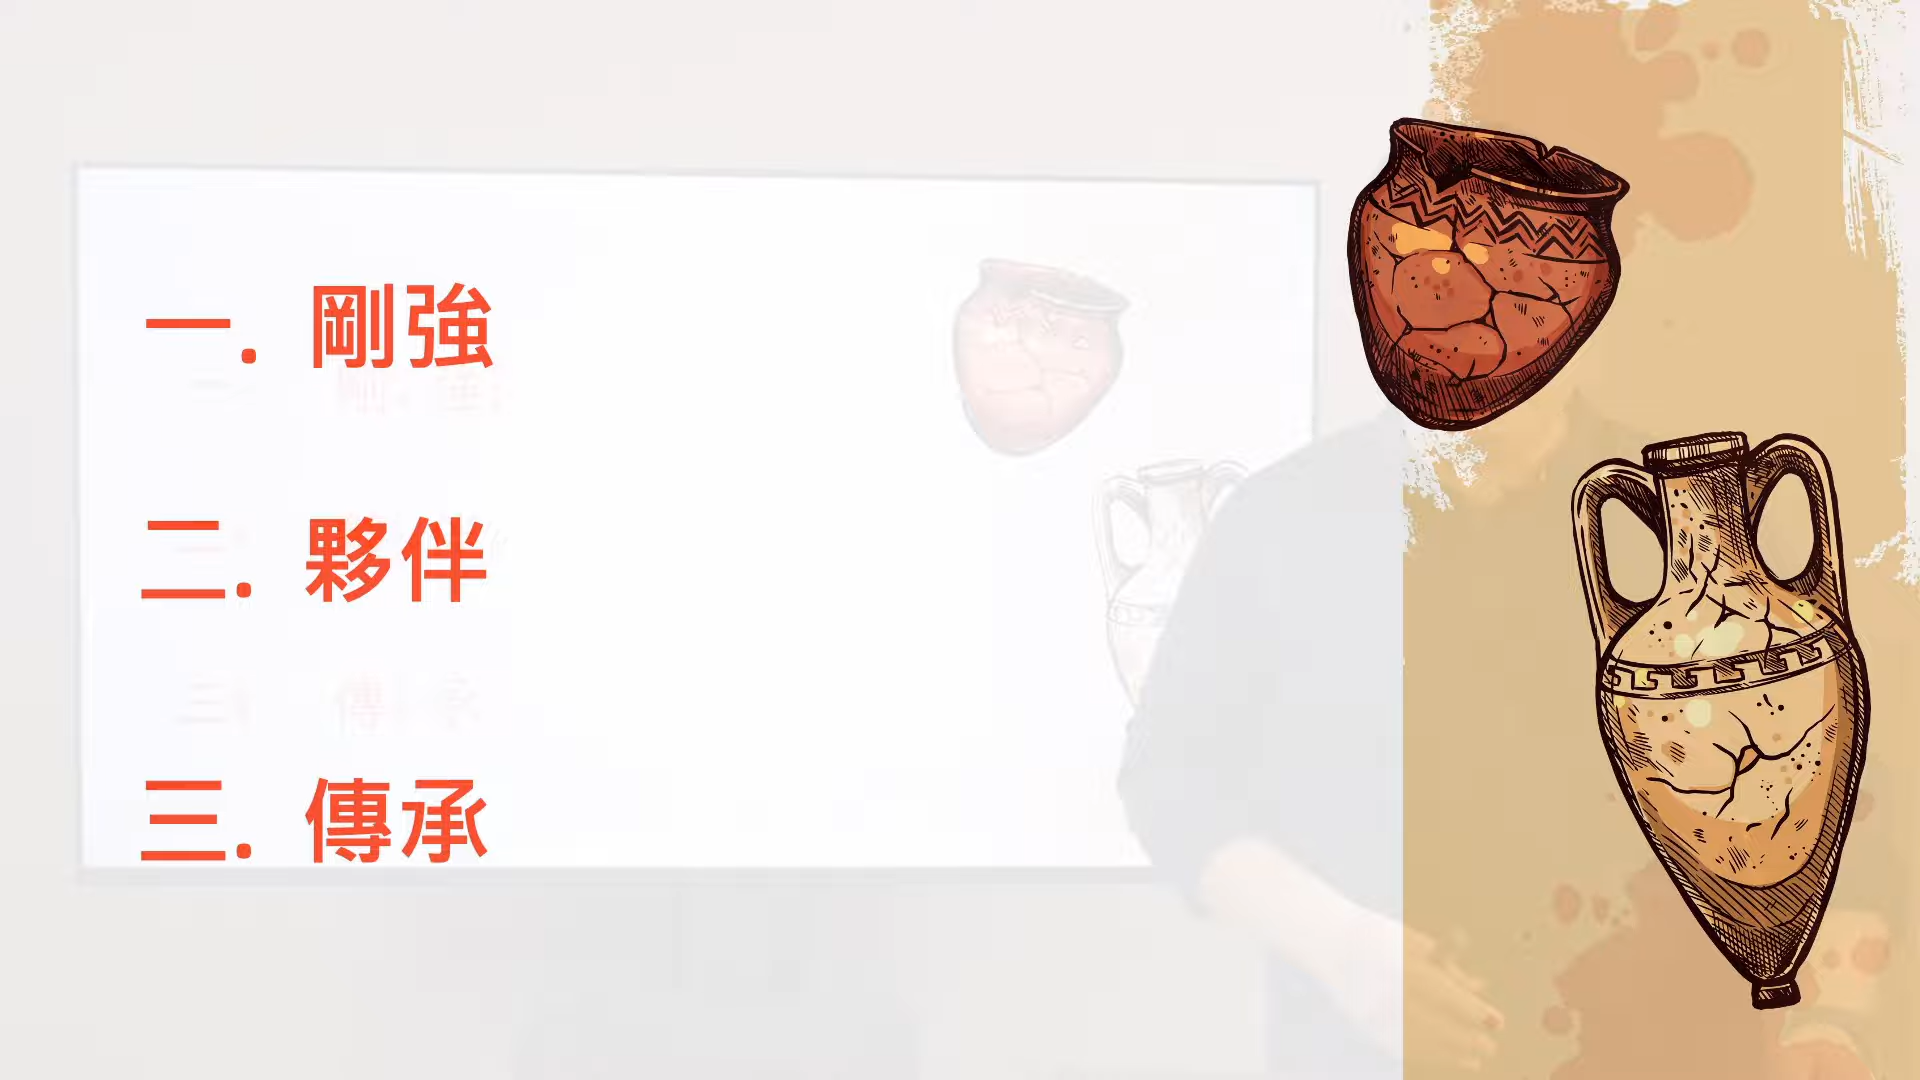 一. 剛強
二. 夥伴
三. 傳承